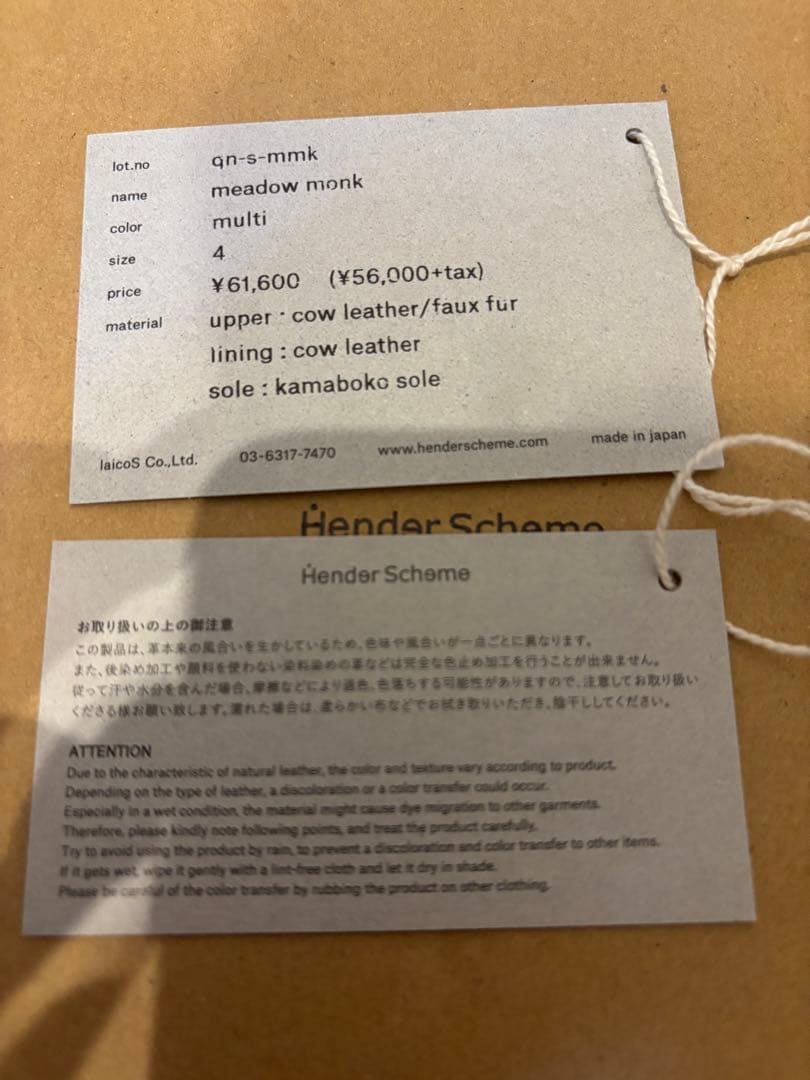 lot.no qn-s-mmk
name meadow monk
color multi
size 4
price ¥61,600 (¥56,000+tax)
material upper : cow leather/faux fur
lining : cow leather
sole : kamaboko sole
laicoS Co.,Ltd. 03-6317-7470 www.henderscheme.com made in japan
Hender Scheme
Hender Scheme
お取り扱いの上の御注意
この製品は、革本来の風合いを生かしているため、色味や風合いが一点ごとに異なります。
また、後染め加工や顔料を使わない染料染めの革などは完全な色止め加工を行うことが出来ません。
従って汗や水分を含んだ場合、摩擦などにより退色、色落ちする可能性がありますので、注意してお取り扱い
くださる様お願い致します。濡れた場合は、柔らかい布などでお拭き取りいただき、陰干ししてください。
ATTENTION
Due to the characteristic of natural leather, the color and texture vary according to product.
Depending on the type of leather, a discoloration or a color transfer could occur.
Especially in a wet condition, the material might cause dye migration to other garments.
Therefore, please kindly note following points, and treat the product carefully.
Try to avoid using the product by rain, to prevent a discoloration and color transfer to other items.
If it gets wet, wipe it gently with a lint-free cloth and let it dry in shade.
Please be careful of the color transfer by rubbing the product on other clothing.